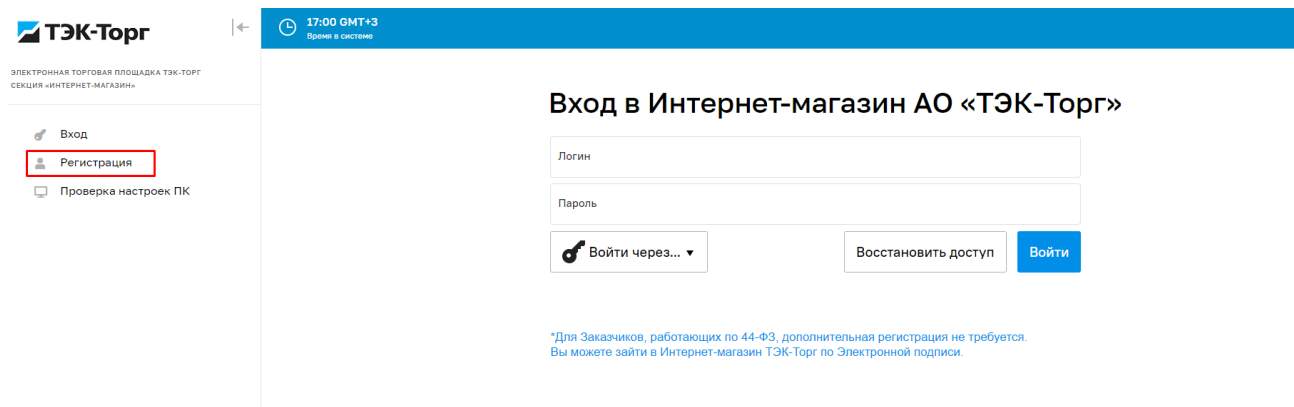 ТЭК-Торг
ЭЛЕКТРОННАЯ ТОРГОВАЯ ПЛОЩАДКА ТЭК-ТОРГ
СЕКЦИЯ «ИНТЕРНЕТ-МАГАЗИН»
Вход
Регистрация
Проверка настроек ПК
17:00 GMT+3
Время в системе
Вход в Интернет-магазин АО «ТЭК-Торг»
Логин
Пароль
Войти через...
Восстановить доступ
Войти
*Для Заказчиков, работающих по 44-ФЗ, дополнительная регистрация не требуется.
Вы можете зайти в Интернет-магазин ТЭК-Торг по Электронной подписи.